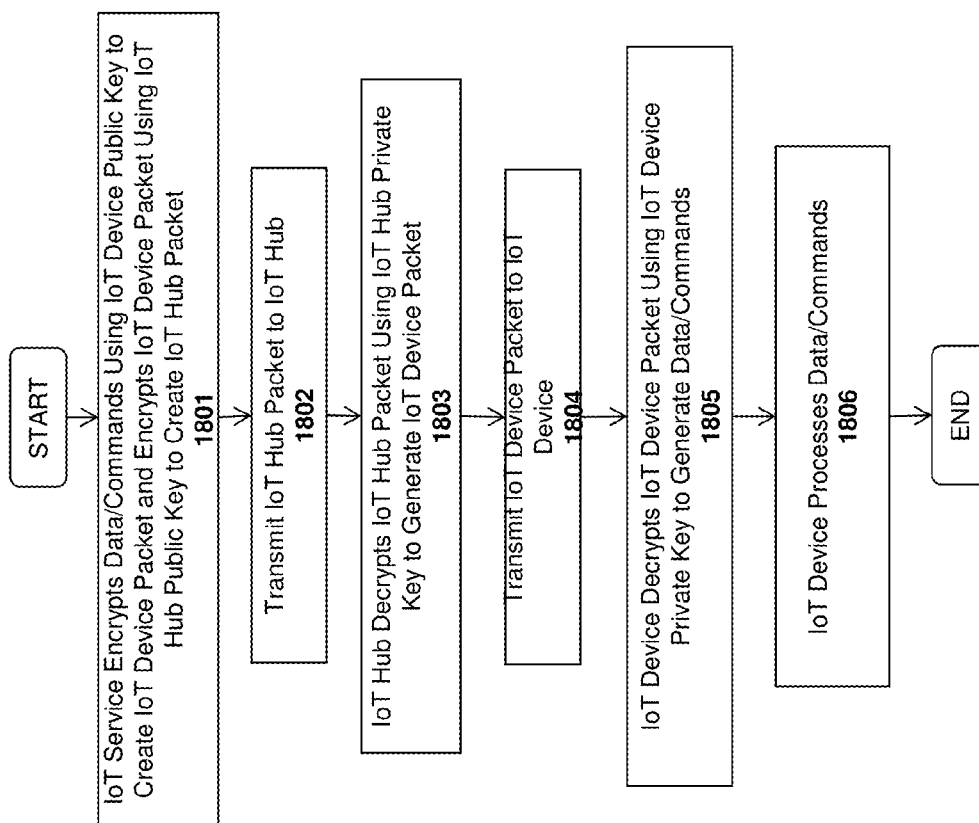 START
IoT Service Encrypts Data/Commands Using IoT Device Public Key to
Create IoT Device Packet and Encrypts IoT Device Packet Using IoT
Hub Public Key to Create IoT Hub Packet
1801
Transmit IoT Hub Packet to IoT Hub
1802
IoT Hub Decrypts IoT Hub Packet Using IoT Hub Private
Key to Generate IoT Device Packet
1803
Transmit IoT Device Packet to IoT
Device
1804
IoT Device Decrypts IoT Device Packet Using IoT Device
Private Key to Generate Data/Commands
1805
IoT Device Processes Data/Commands
1806
END